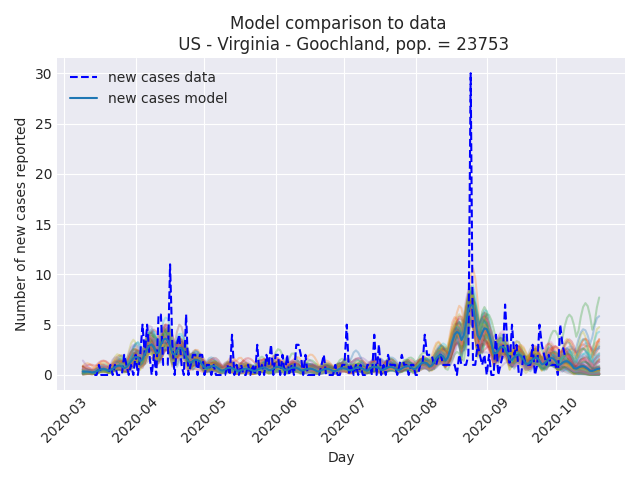 Model comparison to data
US - Virginia - Goochland, pop. = 23753
new cases data
new cases model
Number of new cases reported
30
25
20
15
10
5
0
2020-03
2020-04
2020-05
2020-06
2020-07
2020-08
2020-09
2020-10
Day